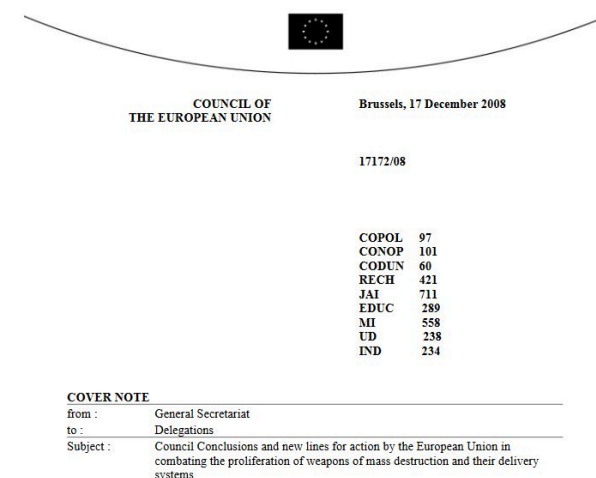 COUNCIL OF
THE EUROPEAN UNION
Brussels, 17 December 2008
17172/08
COPOL 97
CONOP 101
CODUN 60
RECH 421
JAI 711
EDUC 289
MI 558
UD 238
IND 234
COVER NOTE
from : General Secretariat
to : Delegations
Subject : Council Conclusions and new lines for action by the European Union in
combating the proliferation of weapons of mass destruction and their delivery
systems